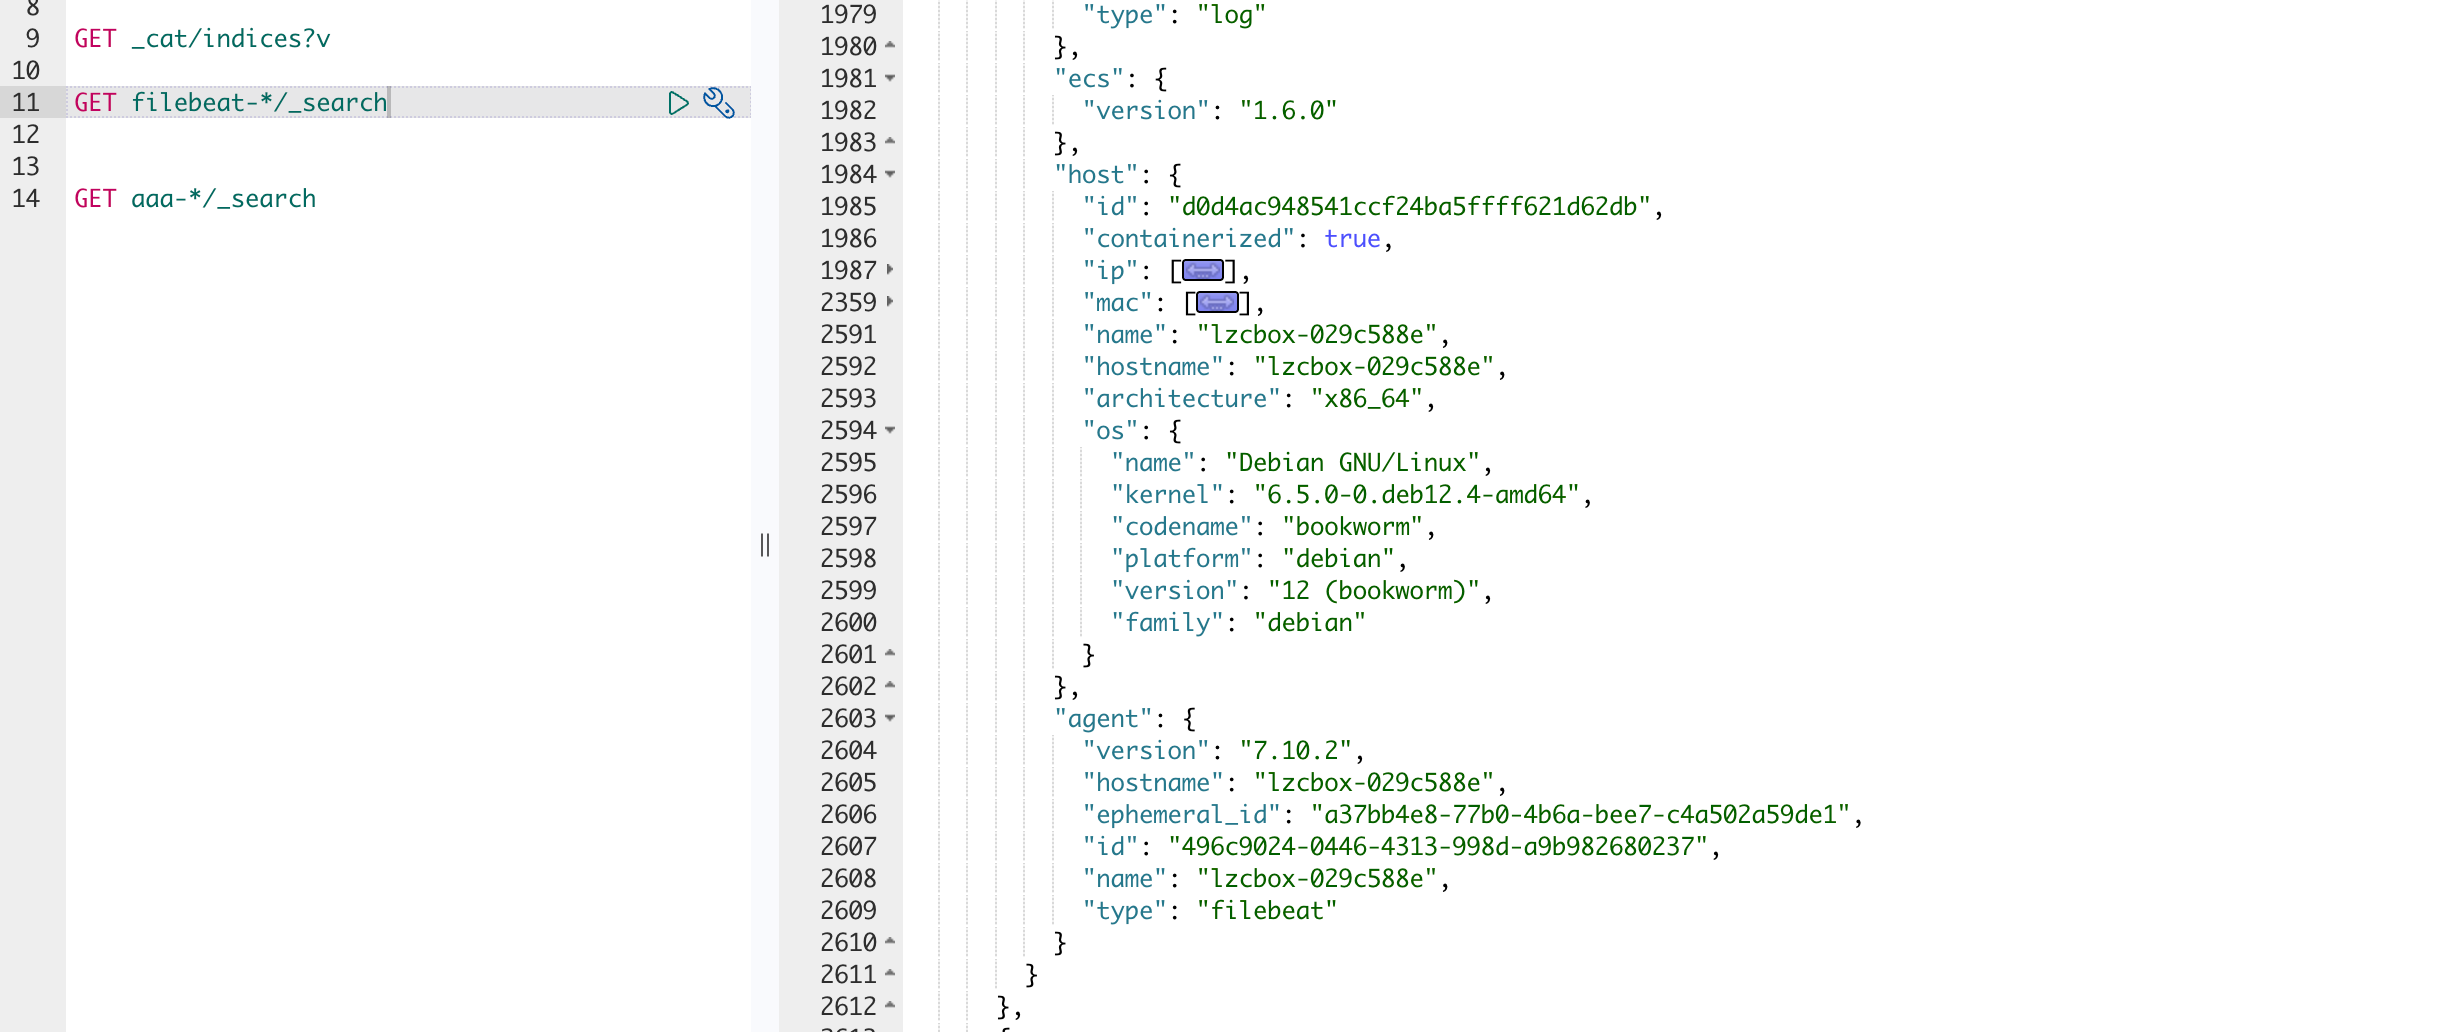 8
9 GET _cat/indices?v
10
11 GET filebeat-*/_search
12
13
14 GET aaa-*/_search
1979 "type": "log"
1980 },
1981 "ecs": {
1982 "version": "1.6.0"
1983 },
1984 "host": {
1985 "id": "d0d4ac948541ccf24ba5ffff621d62db",
1986 "containerized": true,
1987 "ip": [],
2359 "mac": [],
2591 "name": "lzcbox-029c588e",
2592 "hostname": "lzcbox-029c588e",
2593 "architecture": "x86_64",
2594 "os": {
2595 "name": "Debian GNU/Linux",
2596 "kernel": "6.5.0-0.deb12.4-amd64",
2597 "codename": "bookworm",
2598 "platform": "debian",
2599 "version": "12 (bookworm)",
2600 "family": "debian"
2601 }
2602 },
2603 "agent": {
2604 "version": "7.10.2",
2605 "hostname": "lzcbox-029c588e",
2606 "ephemeral_id": "a37bb4e8-77b0-4b6a-bee7-c4a502a59de1",
2607 "id": "496c9024-0446-4313-998d-a9b982680237",
2608 "name": "lzcbox-029c588e",
2609 "type": "filebeat"
2610 }
2611 }
2612 },